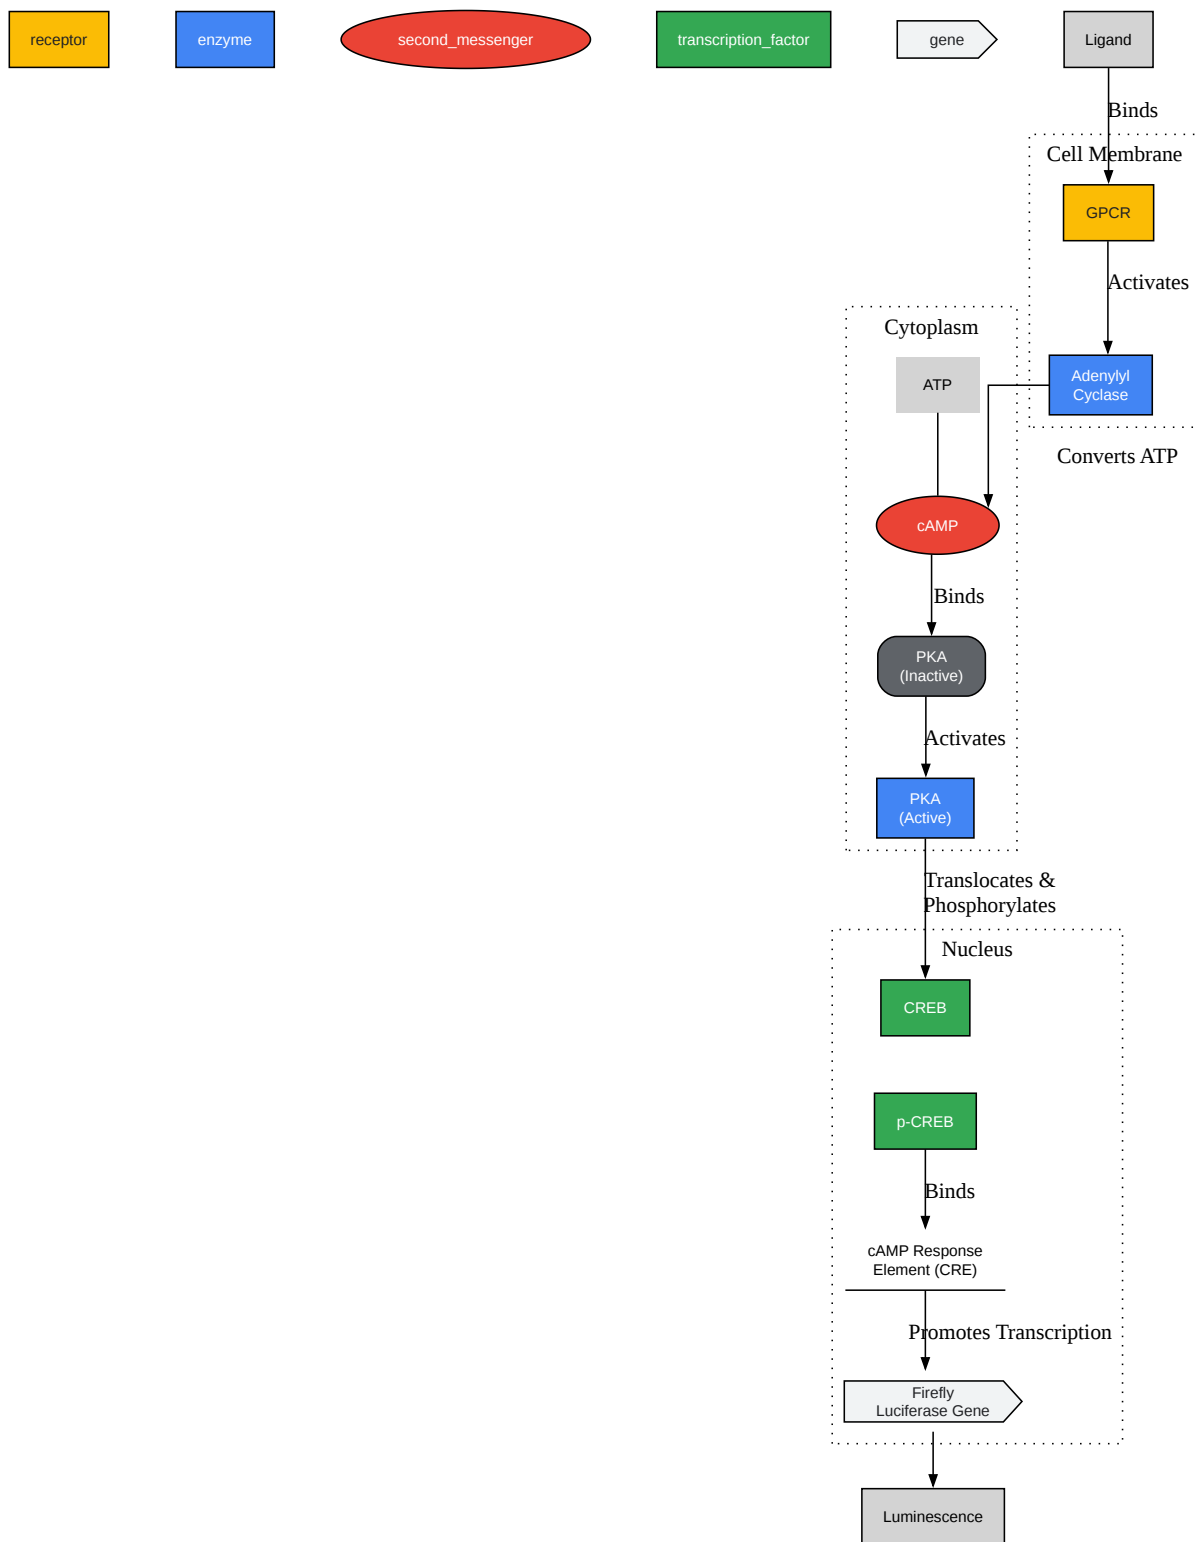 receptor
enzyme
second_messenger
transcription_factor
gene
Ligand
Binds
Cell Membrane
GPCR
Activates
Cytoplasm
ATP
Adenylyl
Cyclase
Converts ATP
cAMP
Binds
PKA
(Inactive)
Activates
PKA
(Active)
Translocates &
Phosphorylates
Nucleus
CREB
p-CREB
Binds
cAMP Response
Element (CRE)
Promotes Transcription
Firefly
Luciferase Gene
Luminescence